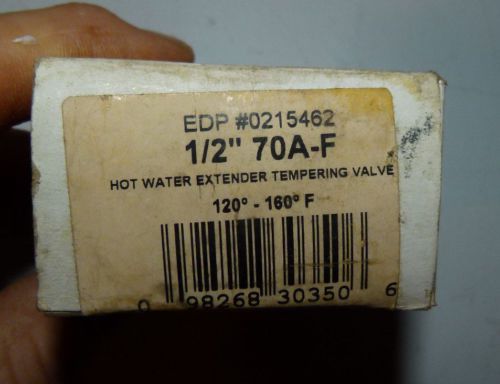 EDP #0215462
1/2" 70A-F
HOT WATER EXTENDER TEMPERING VALVE
120° - 160° F
0 98268 30350 6